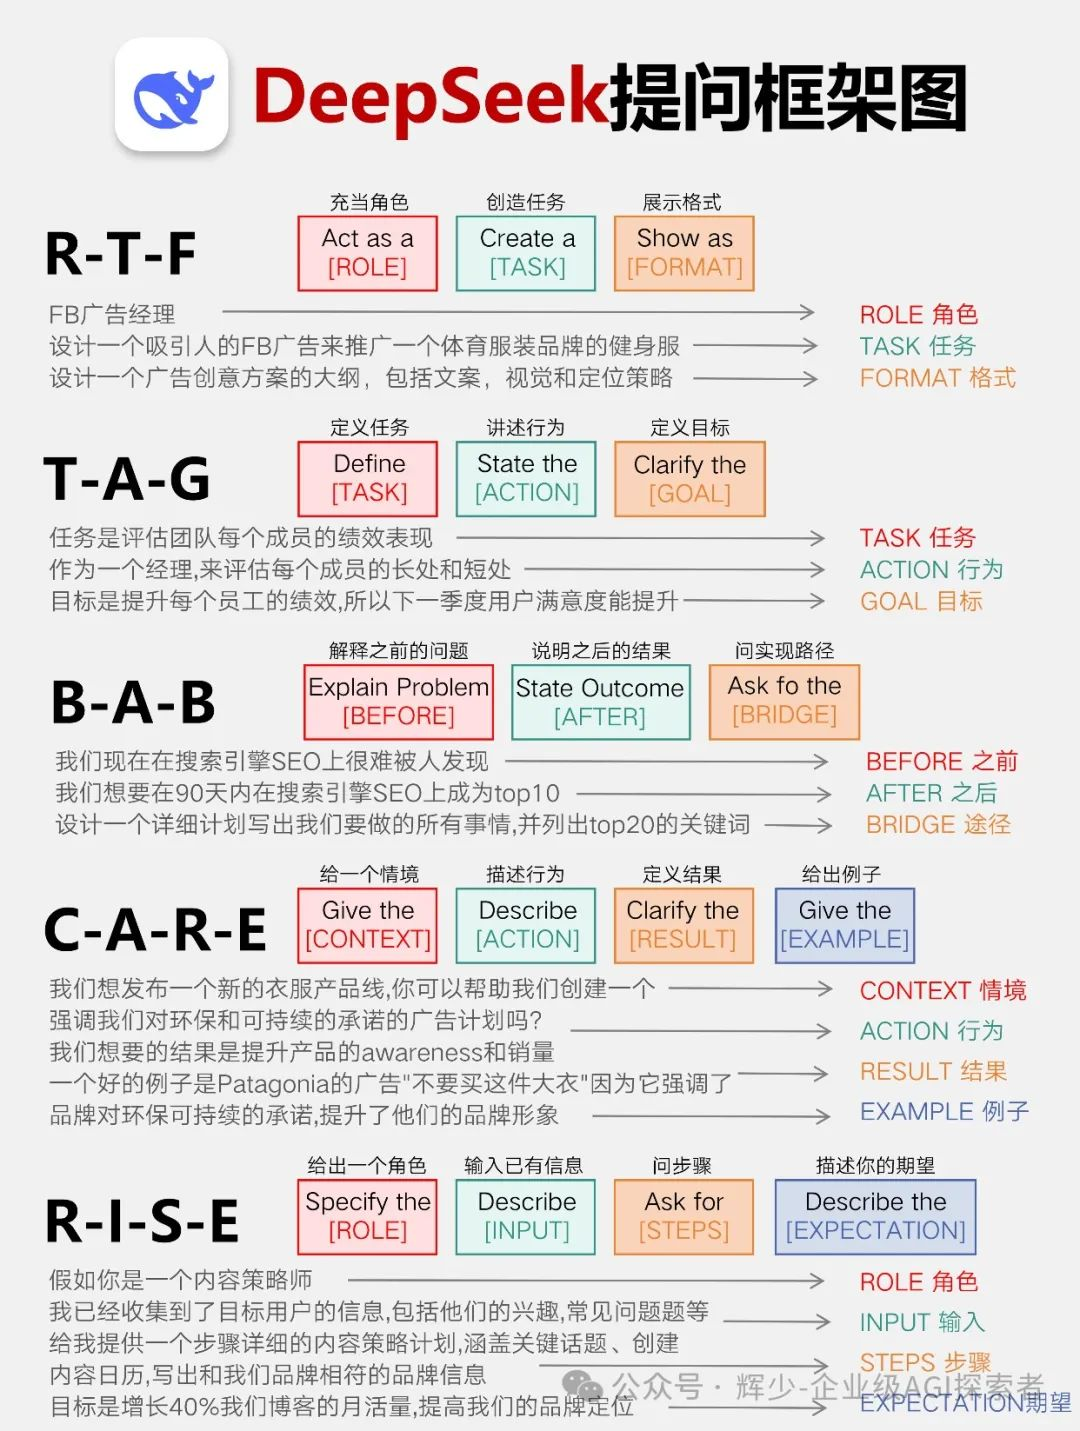 DeepSeek提问框架图
充当角色 创造任务 展示格式
R-T-F
Act as a Create a Show as
[ROLE] [TASK] [FORMAT]
FB广告经理 ROLE 角色
设计一个吸引人的FB广告来推广一个体育服装品牌的健身服 TASK 任务
设计一个广告创意方案的大纲，包括文案，视觉和定位策略 FORMAT 格式
定义任务 讲述行为 定义目标
T-A-G
Define State the Clarify the
[TASK] [ACTION] [GOAL]
任务是评估团队每个成员的绩效表现 TASK 任务
作为一个经理,来评估每个成员的长处和短处 ACTION 行为
目标是提升每个员工的绩效,所以下一季度用户满意度能提升 GOAL 目标
解释之前的问题 说明之后的结果 问实现路径
B-A-B
Explain Problem State Outcome Ask fo the
[BEFORE] [AFTER] [BRIDGE]
我们现在在搜索引擎SEO上很难被人发现 BEFORE 之前
我们想要在90天内在搜索引擎SEO上成为top10 AFTER 之后
设计一个详细计划写出我们要做的所有事情,并列出top20的关键词 BRIDGE 途径
给一个情境 描述行为 定义结果 给出例子
C-A-R-E
Give the Describe Clarify the Give the
[CONTEXT] [ACTION] [RESULT] [EXAMPLE]
我们想发布一个新的衣服产品线,你可以帮助我们创建一个 CONTEXT 情境
强调我们对环保和可持续的承诺的广告计划吗? ACTION 行为
我们想要的结果是提升产品的awareness和销量
一个好的例子是Patagonia的广告"不要买这件大衣"因为它强调了 RESULT 结果
品牌对环保可持续的承诺,提升了他们的品牌形象 EXAMPLE 例子
给出一个角色 输入已有信息 问步骤 描述你的期望
R-I-S-E
Specify the Describe Ask for Describe the
[ROLE] [INPUT] [STEPS] [EXPECTATION]
假如你是一个内容策略师 ROLE 角色
我已经收集到了目标用户的信息,包括他们的兴趣,常见问题题等 INPUT 输入
给我提供一个步骤详细的内容策略计划,涵盖关键话题、创建
内容日历,写出和我们品牌相符的品牌信息 STEPS 步骤
公众号·辉少-企业级AGI探索者
目标是增长40%我们博客的月活量,提高我们的品牌定位 EXPECTATION期望